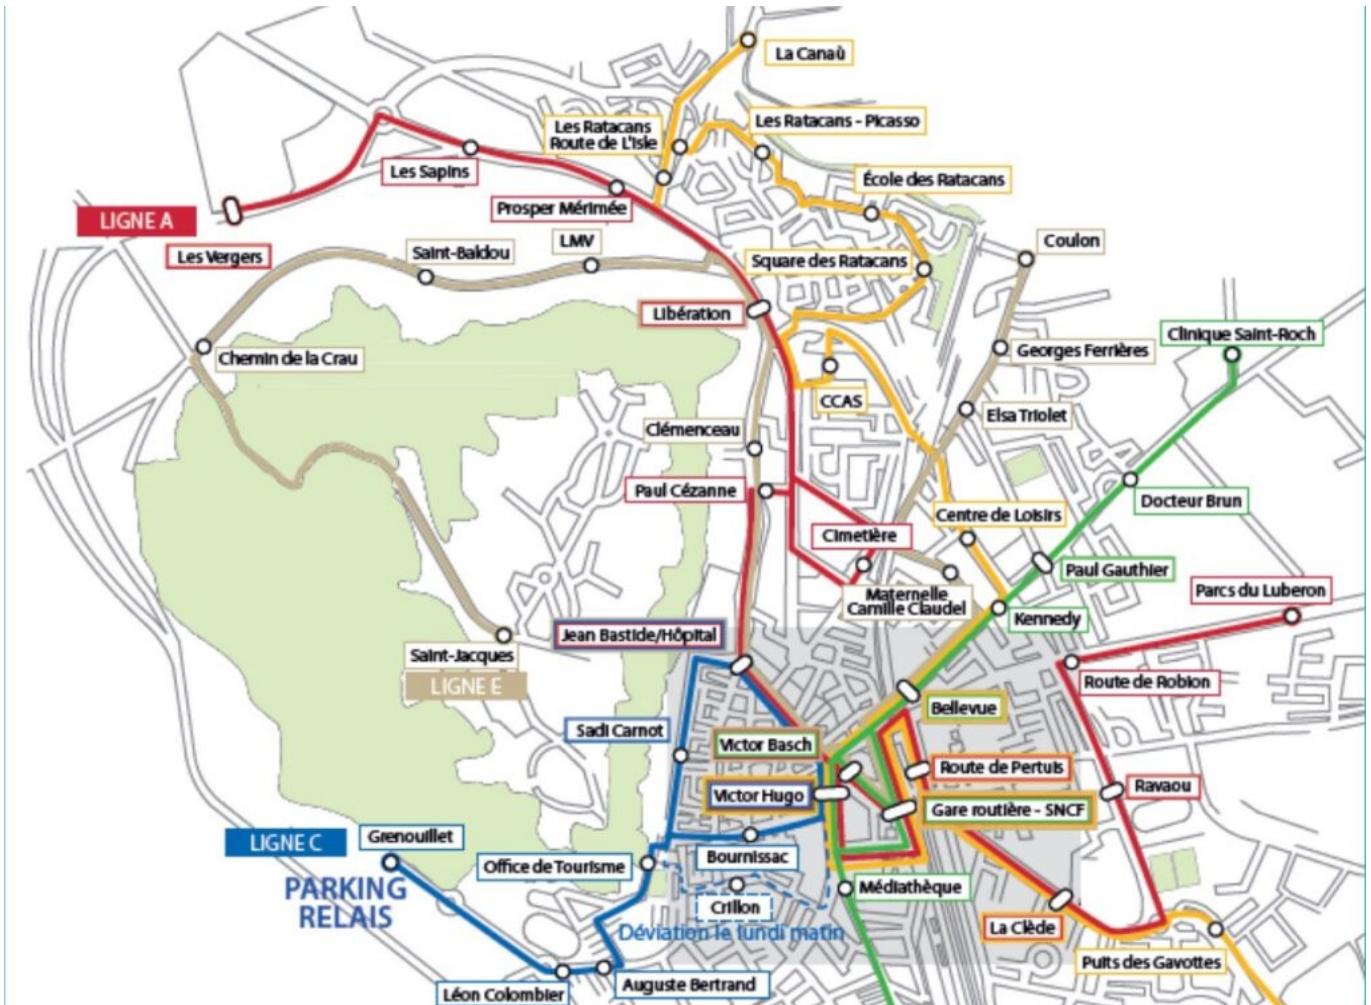 La Canaù
Les Ratacans
Route de L'Isle
Les Ratacans - Picasso
Les Sapins
École des Ratacans
Prosper Mérimée
LIGNE A
Les Vergers
Saint-Baldou
LMV
Square des Ratacans
Coulon
Libération
Clinique Saint-Roch
Chemin de la Crau
Georges Ferrières
CCAS
Elsa Triolet
Clémenceau
Paul Cézanne
Docteur Brun
Centre de Loisirs
Cimetière
Paul Gauthier
Maternelle
Camille Claudel
Parcs du Luberon
Kennedy
Jean Bastide/Hôpital
Saint-Jacques
LIGNE E
Route de Robion
Bellevue
Sadi Carnot
Victor Basch
Route de Pertuis
Victor Hugo
Gare routière - SNCF
Ravaou
LIGNE C
Grenouillet
PARKING
RELAIS
Office de Tourisme
Bournissac
Médiathèque
Crillon
Déviation le lundi matin
La Clède
Puits des Gavottes
Léon Colombier
Auguste Bertrand